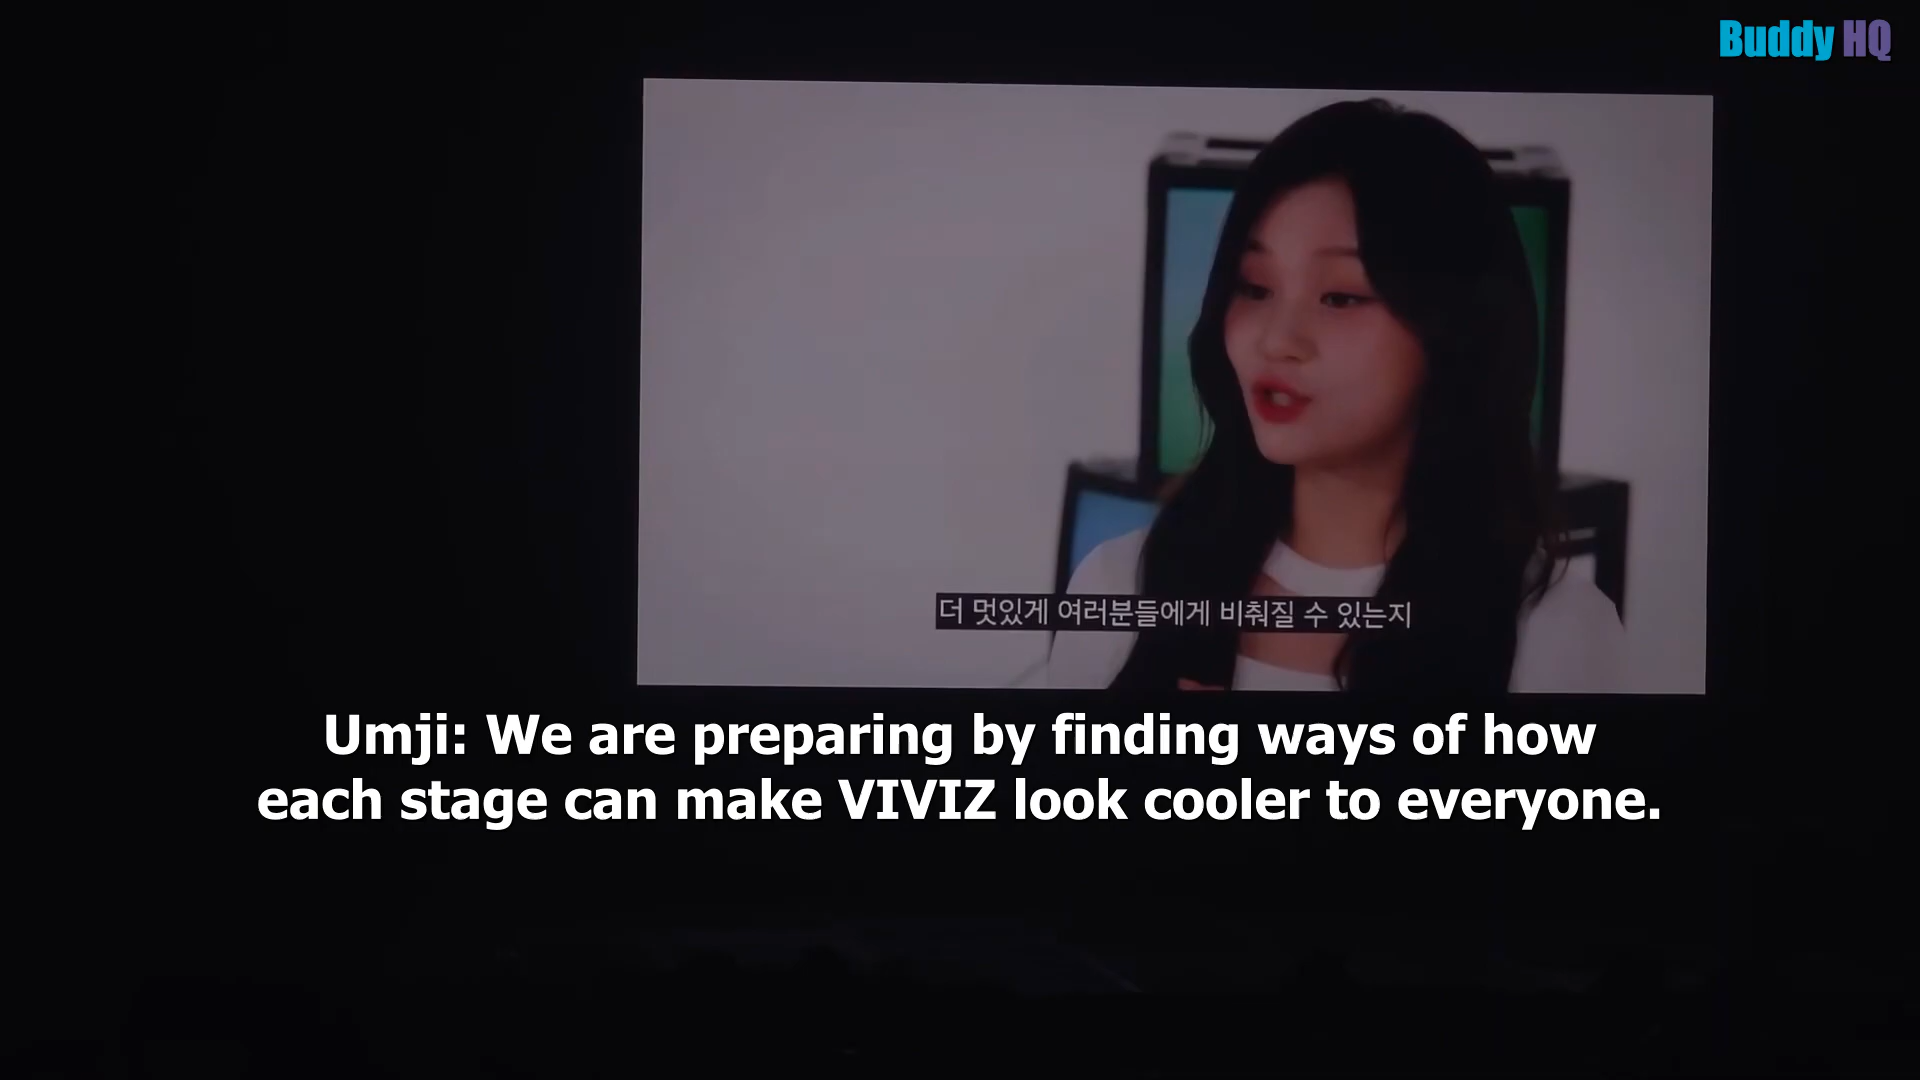 Buddy HQ
더 멋있게 여러분들에게 비춰질 수 있는지
Umji: We are preparing by finding ways of how
each stage can make VIVIZ look cooler to everyone.